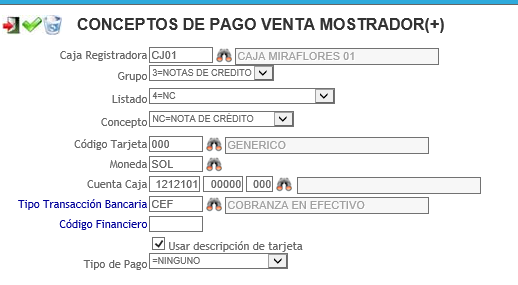 CONCEPTOS DE PAGO VENTA MOSTRADOR(+)
Caja Registradora CJ01 CAJA MIRAFLORES 01
Grupo 3=NOTAS DE CREDITO
Listado 4=NC
Concepto NC=NOTA DE CRÉDITO
Código Tarjeta 000 GENERICO
Moneda SOL
Cuenta Caja 1212101 00000 000
Tipo Transacción Bancaria CEF COBRANZA EN EFECTIVO
Código Financiero
Usar descripción de tarjeta
Tipo de Pago =NINGUNO